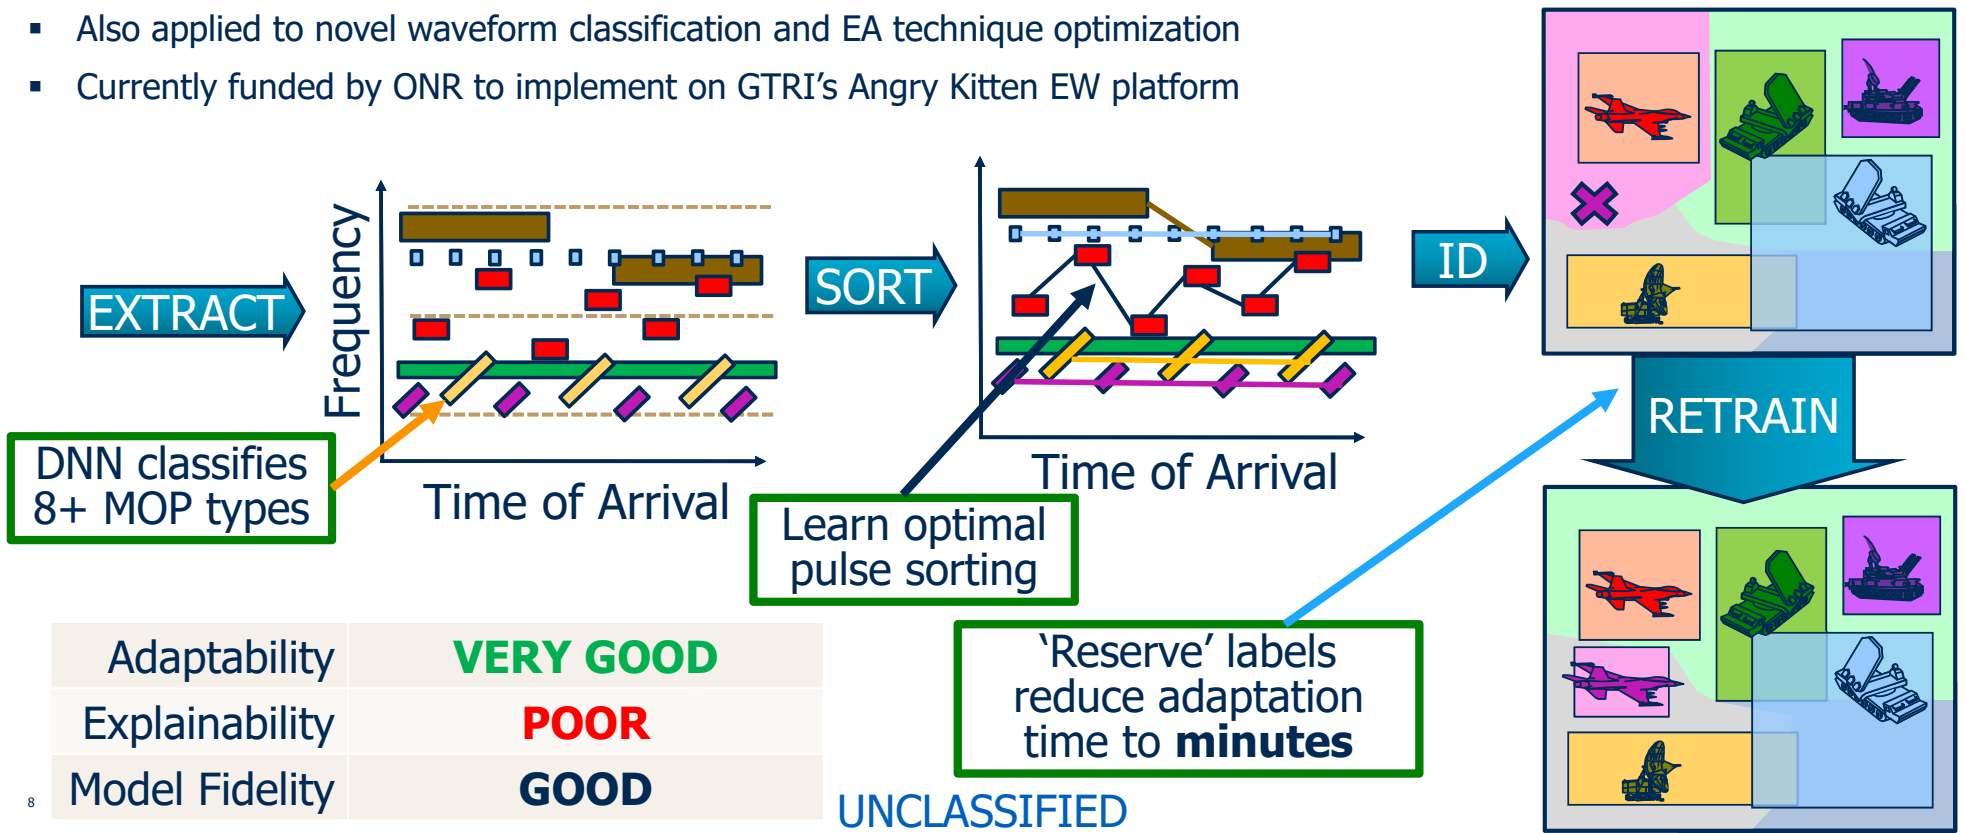 ▪ Also applied to novel waveform classification and EA technique optimization
▪ Currently funded by ONR to implement on GTRI’s Angry Kitten EW platform
EXTRACT
Frequency
Time of Arrival
DNN classifies
8+ MOP types
SORT
Time of Arrival
Learn optimal
pulse sorting
ID
RETRAIN
‘Reserve’ labels
reduce adaptation
time to minutes
Adaptability VERY GOOD
Explainability POOR
Model Fidelity GOOD
8
UNCLASSIFIED